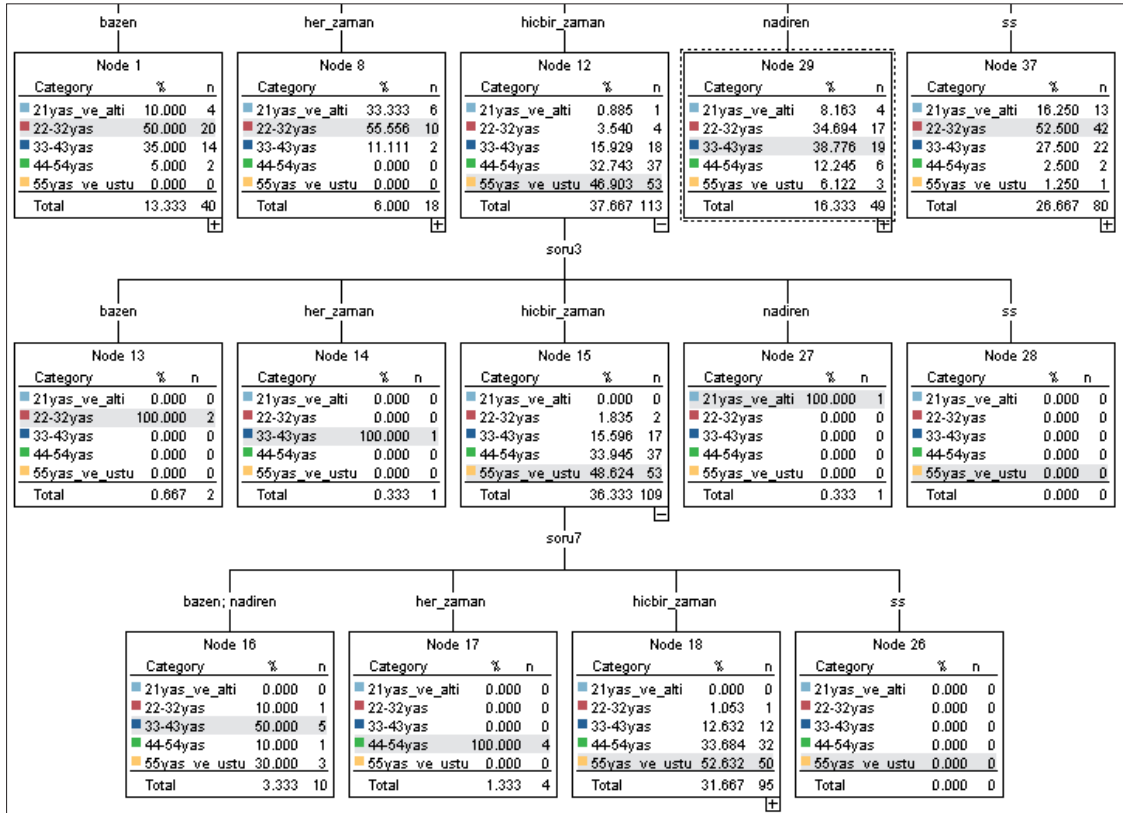 bazen her_zaman hicbir_zaman nadiren ss
Node 1
Category % n
21yas_ve_alti 10.000 4
22-32yas 50.000 20
33-43yas 35.000 14
44-54yas 5.000 2
55yas_ve_ustu 0.000 0
Total 13.333 40
Node 8
Category % n
21yas_ve_alti 33.333 6
22-32yas 55.556 10
33-43yas 11.111 2
44-54yas 0.000 0
55yas_ve_ustu 0.000 0
Total 6.000 18
Node 12
Category % n
21yas_ve_alti 0.885 1
22-32yas 3.540 4
33-43yas 15.929 18
44-54yas 32.743 37
55yas_ve_ustu 46.903 53
Total 37.667 113
Node 29
Category % n
21yas_ve_alti 8.163 4
22-32yas 34.694 17
33-43yas 38.776 19
44-54yas 12.245 6
55yas_ve_ustu 6.122 3
Total 16.333 49
Node 37
Category % n
21yas_ve_alti 16.250 13
22-32yas 52.500 42
33-43yas 27.500 22
44-54yas 2.500 2
55yas_ve_ustu 1.250 1
Total 26.667 80
soru3
bazen her_zaman hicbir_zaman nadiren ss
Node 13
Category % n
21yas_ve_alti 0.000 0
22-32yas 100.000 2
33-43yas 0.000 0
44-54yas 0.000 0
55yas_ve_ustu 0.000 0
Total 0.667 2
Node 14
Category % n
21yas_ve_alti 0.000 0
22-32yas 0.000 0
33-43yas 100.000 1
44-54yas 0.000 0
55yas_ve_ustu 0.000 0
Total 0.333 1
Node 15
Category % n
21yas_ve_alti 0.000 0
22-32yas 1.835 2
33-43yas 15.596 17
44-54yas 33.945 37
55yas_ve_ustu 48.624 53
Total 36.333 109
Node 27
Category % n
21yas_ve_alti 100.000 1
22-32yas 0.000 0
33-43yas 0.000 0
44-54yas 0.000 0
55yas_ve_ustu 0.000 0
Total 0.333 1
Node 28
Category % n
21yas_ve_alti 0.000 0
22-32yas 0.000 0
33-43yas 0.000 0
44-54yas 0.000 0
55yas_ve_ustu 0.000 0
Total 0.000 0
soru7
bazen; nadiren her_zaman hicbir_zaman ss
Node 16
Category % n
21yas_ve_alti 0.000 0
22-32yas 10.000 1
33-43yas 50.000 5
44-54yas 10.000 1
55yas_ve_ustu 30.000 3
Total 3.333 10
Node 17
Category % n
21yas_ve_alti 0.000 0
22-32yas 0.000 0
33-43yas 0.000 0
44-54yas 100.000 4
55yas_ve_ustu 0.000 0
Total 1.333 4
Node 18
Category % n
21yas_ve_alti 0.000 0
22-32yas 1.053 1
33-43yas 12.632 12
44-54yas 33.684 32
55yas_ve_ustu 52.632 50
Total 31.667 95
Node 26
Category % n
21yas_ve_alti 0.000 0
22-32yas 0.000 0
33-43yas 0.000 0
44-54yas 0.000 0
55yas_ve_ustu 0.000 0
Total 0.000 0